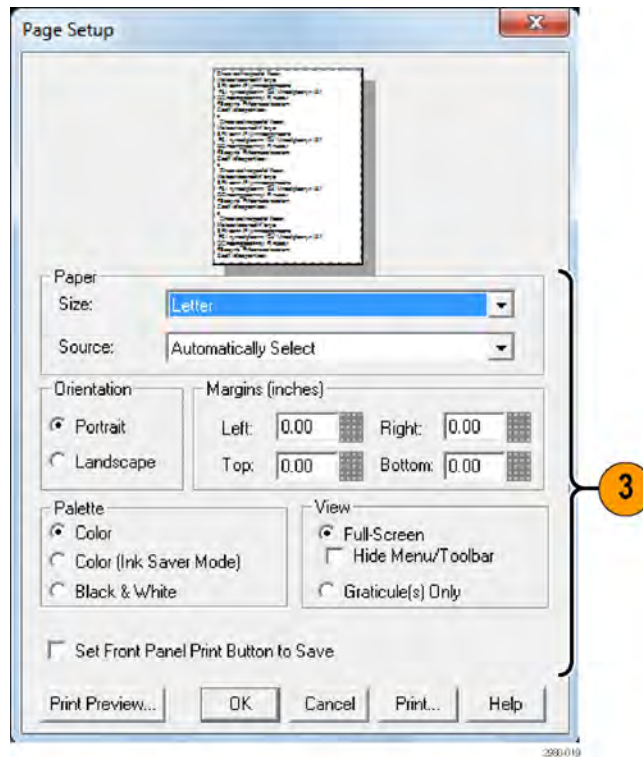 Page Setup
Paper
Size: Letter
Source: Automatically Select
Orientation Margins (inches)
Portrait Left: 0.00 Right: 0.00
Landscape Top: 0.00 Bottom: 0.00
Palette View
Color Full-Screen
Color (Ink Saver Mode) Hide Menu/Toolbar
Black & White Graticule(s) Only
3
Set Front Panel Print Button to Save
Print Preview... OK Cancel Print... Help
2980-019